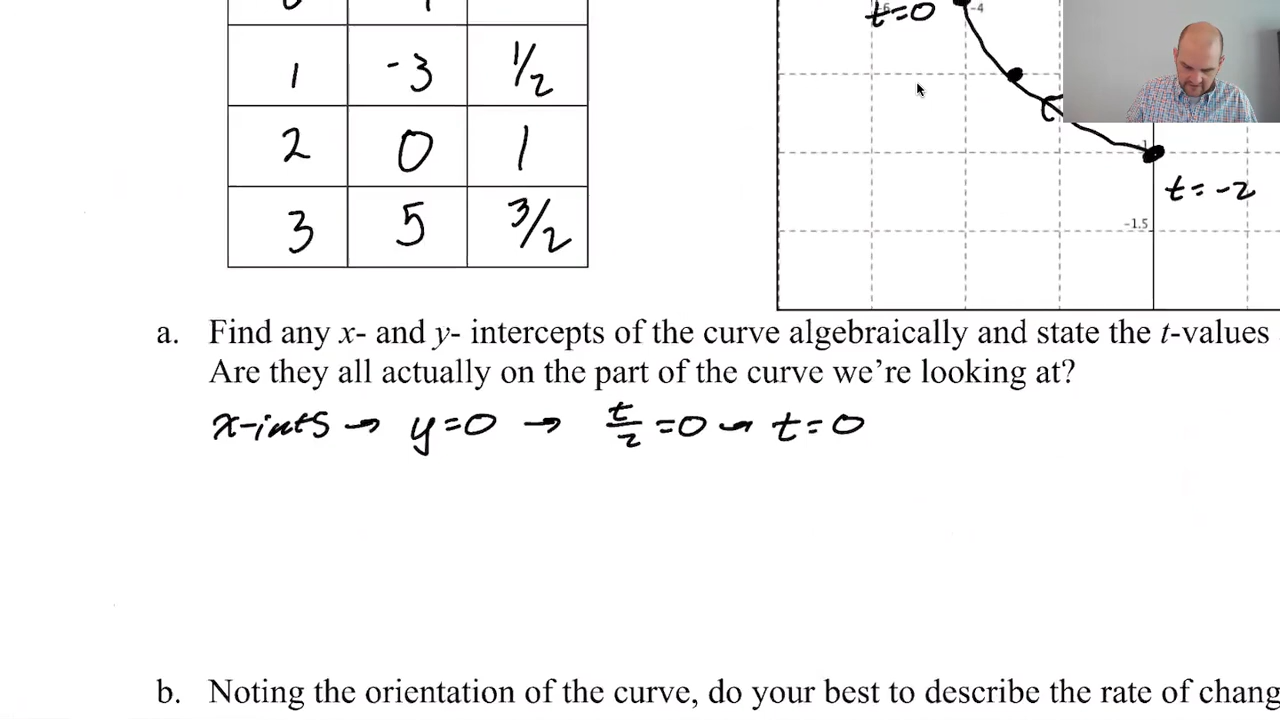 t=0
-4
1 -3 1/2
2 0 1
3 5 3/2
t=-2
-1.5
a. Find any x- and y- intercepts of the curve algebraically and state the t-values
Are they all actually on the part of the curve we're looking at?
x-ints → y=0 → t/2=0 → t=0
b. Noting the orientation of the curve, do your best to describe the rate of chang